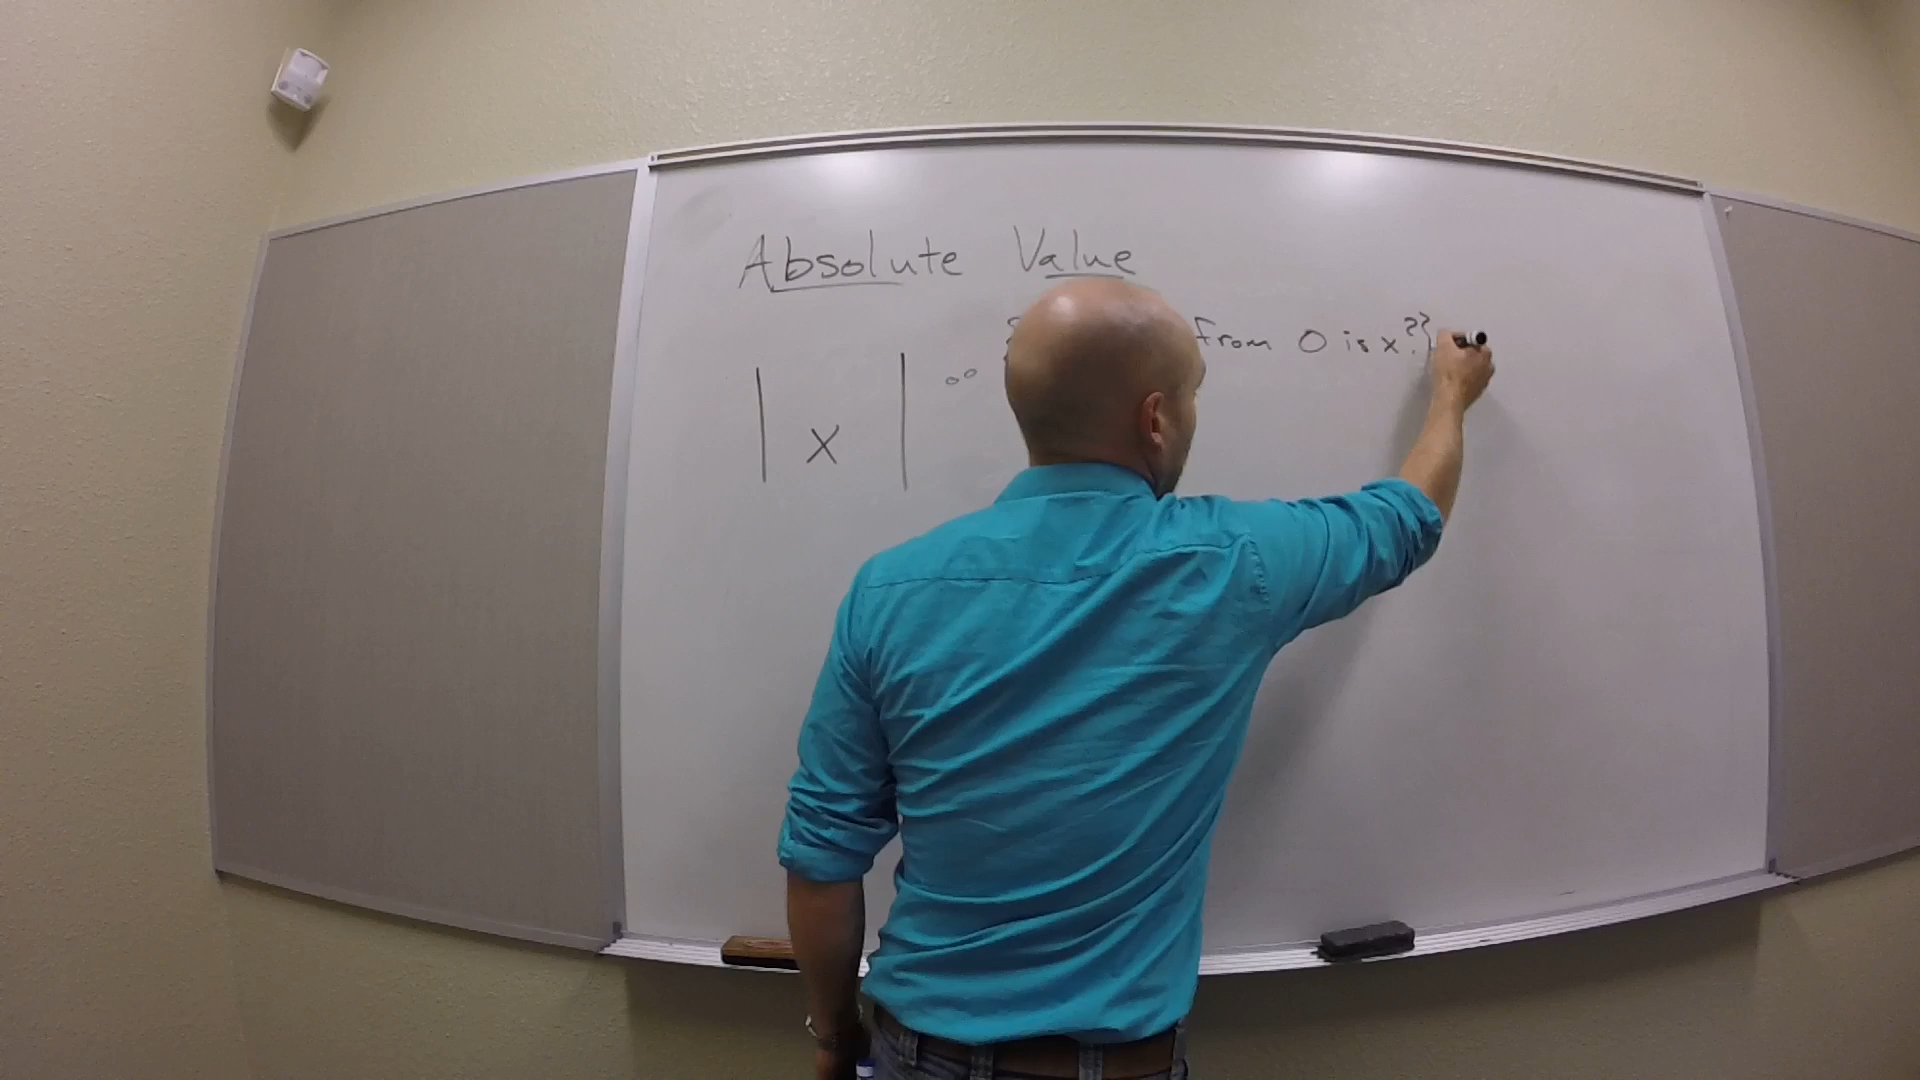 Absolute Value
from 0 is x?
| x |